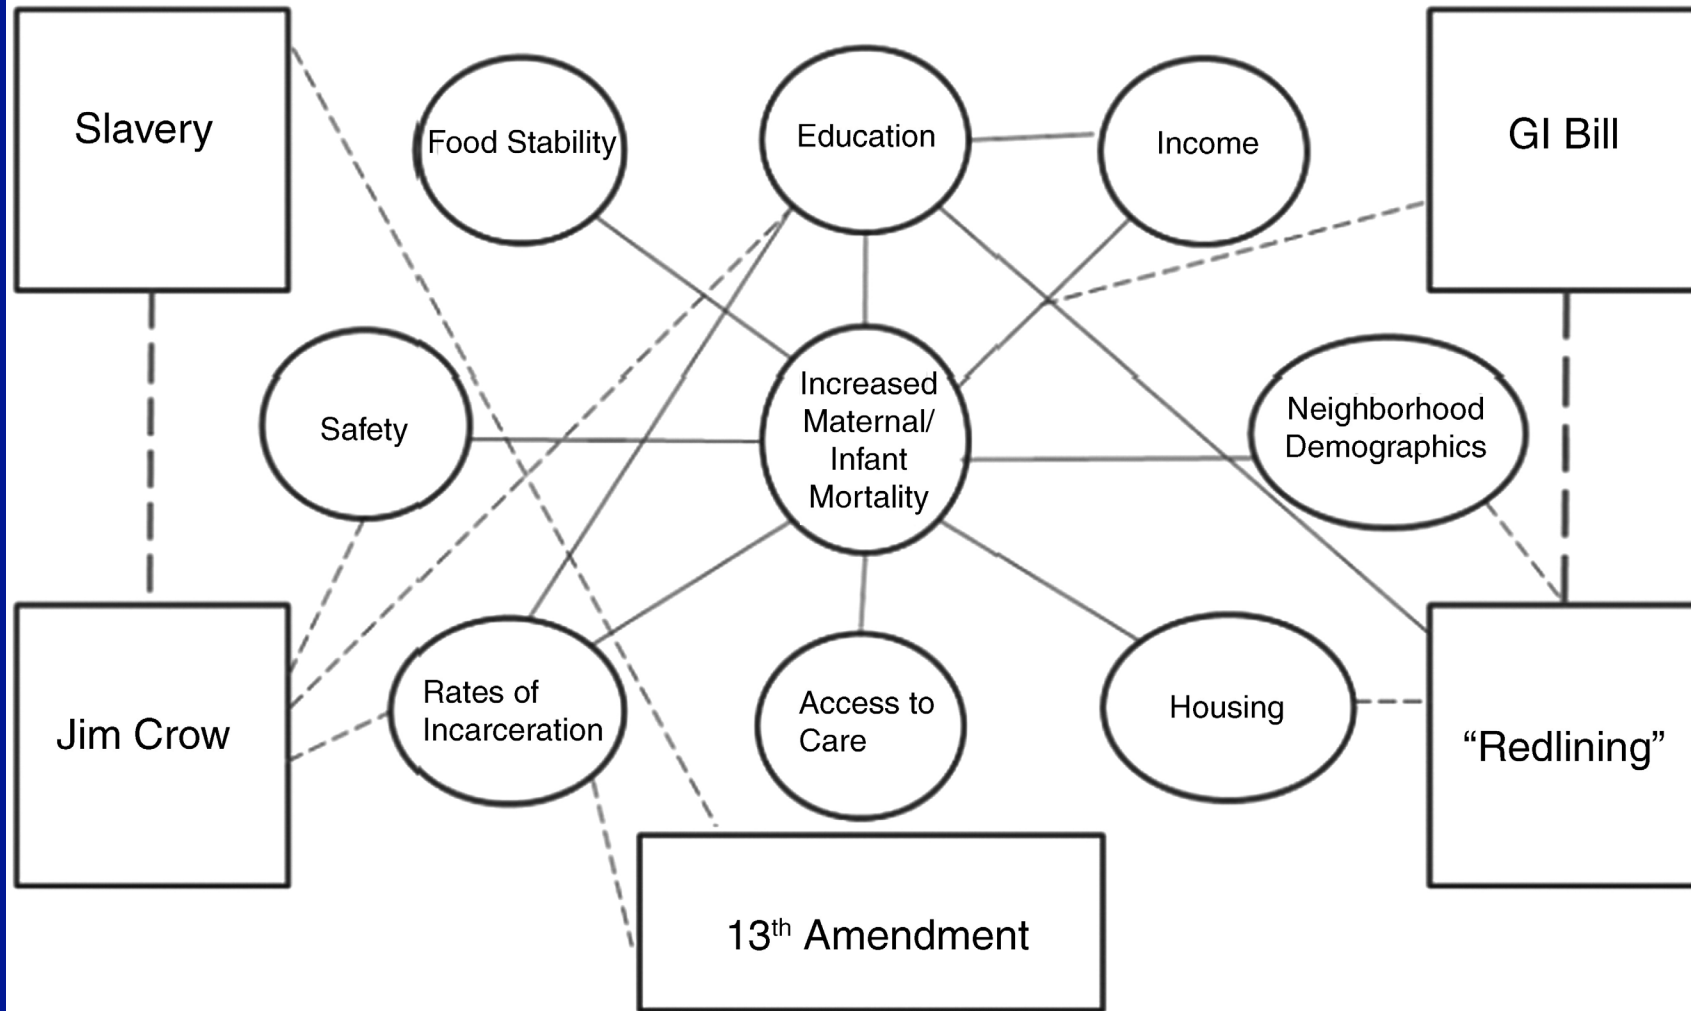 Slavery
Food Stability
Education
Income
GI Bill
Safety
Increased
Maternal/
Infant
Mortality
Neighborhood
Demographics
Jim Crow
Rates of
Incarceration
Access to
Care
Housing
“Redlining”
13th Amendment